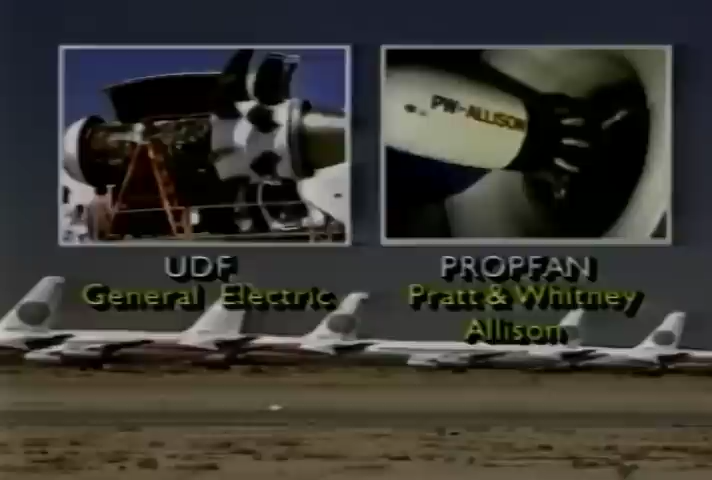 PW-ALLISON
UDF
General Electric
PROPFAN
Pratt & Whitney
Allison